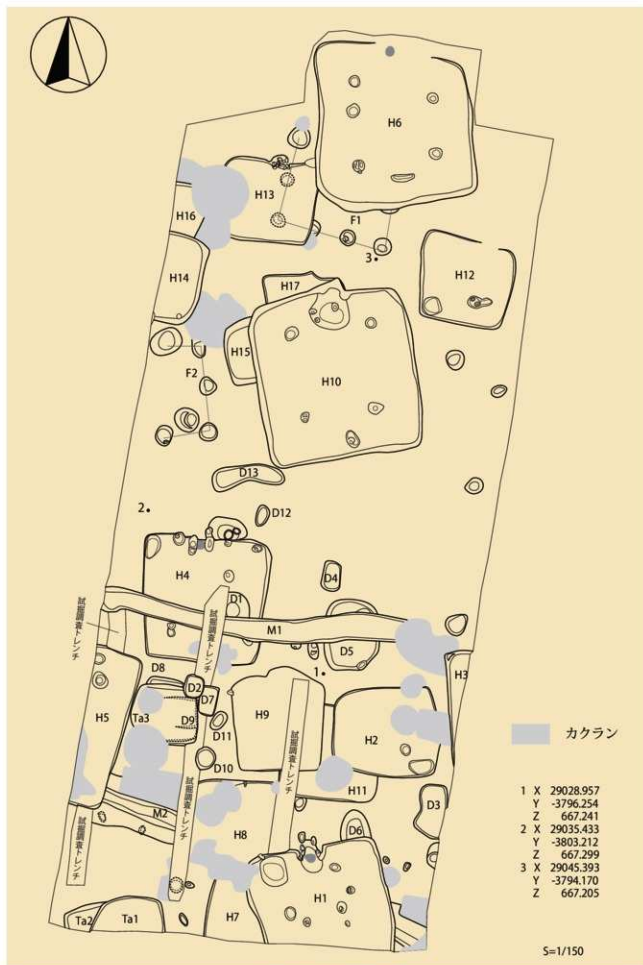 H6
H13
H16
F1
3
H14
H12
H17
H15
H10
F2
D13
2
D12
H4
D4
D1
試掘調査トレンチ
試掘調査トレンチ
M1
D5
D8
D2
1
H3
H5
D7
Ta3
D9
H9
D11
H2
カクラン
D10
試掘調査トレンチ
試掘調査トレンチ
H11
M2
D3
H8
D6
試掘調査トレンチ
H1
Ta2
Ta1
H7
1 X 29028.957
Y -3796.254
Z 667.241
2 X 29035.433
Y -3803.212
Z 667.299
3 X 29045.393
Y -3794.170
Z 667.205
S=1/150